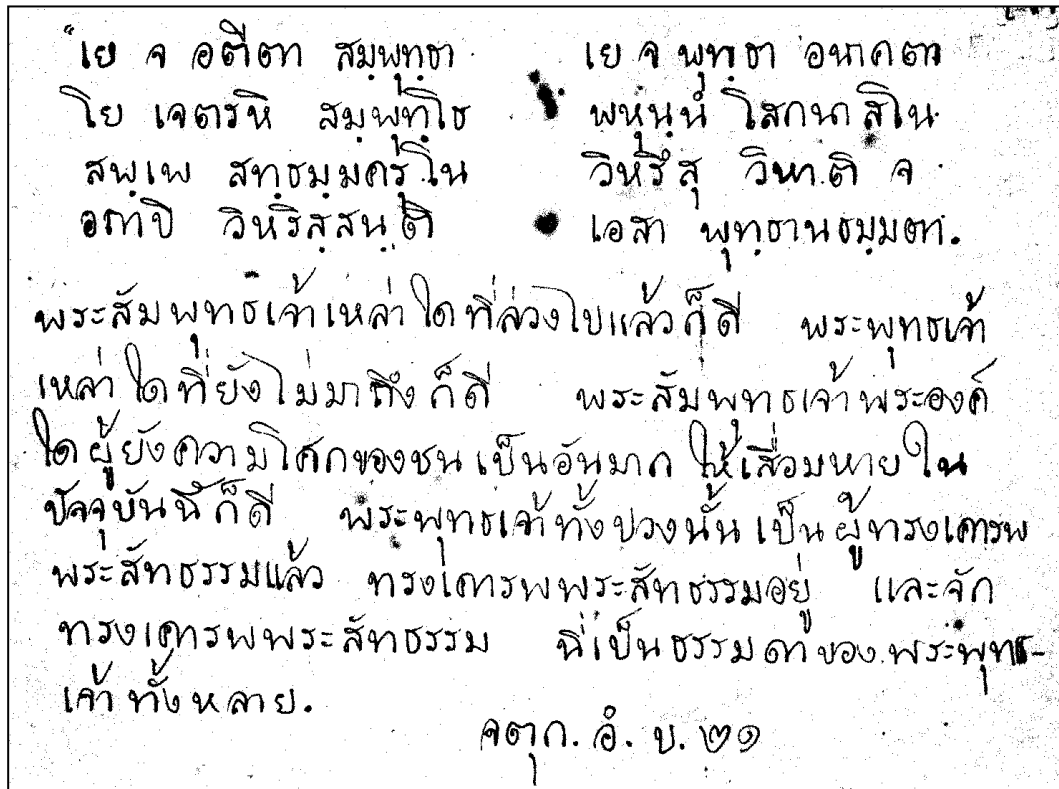 เย จ อตีตา สมฺพุทฺธา เย จ พุทฺธา อนาคตา
โย เจตรหิ สมฺพุทฺโธ พหุนฺนํ โสกนาสิโน
สพฺเพ สทฺธมฺมครุโน วิหรึสุ วิหาติ จ
อถาปิ วิหริสฺสนฺติ เอสา พุทฺธานธมฺมตา.
พระสัมพุทธเจ้าเหล่าใดที่ล่วงไปแล้วก็ดี พระพุทธเจ้า
เหล่าใดที่ยังไม่มาถึงก็ดี พระสัมพุทธเจ้าพระองค์
ใดผู้ยังความโศกของชนเป็นอันมากให้เสื่อมหายใน
ปัจจุบันนี้ก็ดี พระพุทธเจ้าทั้งปวงนั้นเป็นผู้ทรงเคารพ
พระสัทธรรมแล้ว ทรงเคารพพระสัทธรรมอยู่ และจัก
ทรงเคารพพระสัทธรรม นี่เป็นธรรมดาของพระพุทธ-
เจ้าทั้งหลาย.
จตุก. อํ. บ. ๒๑